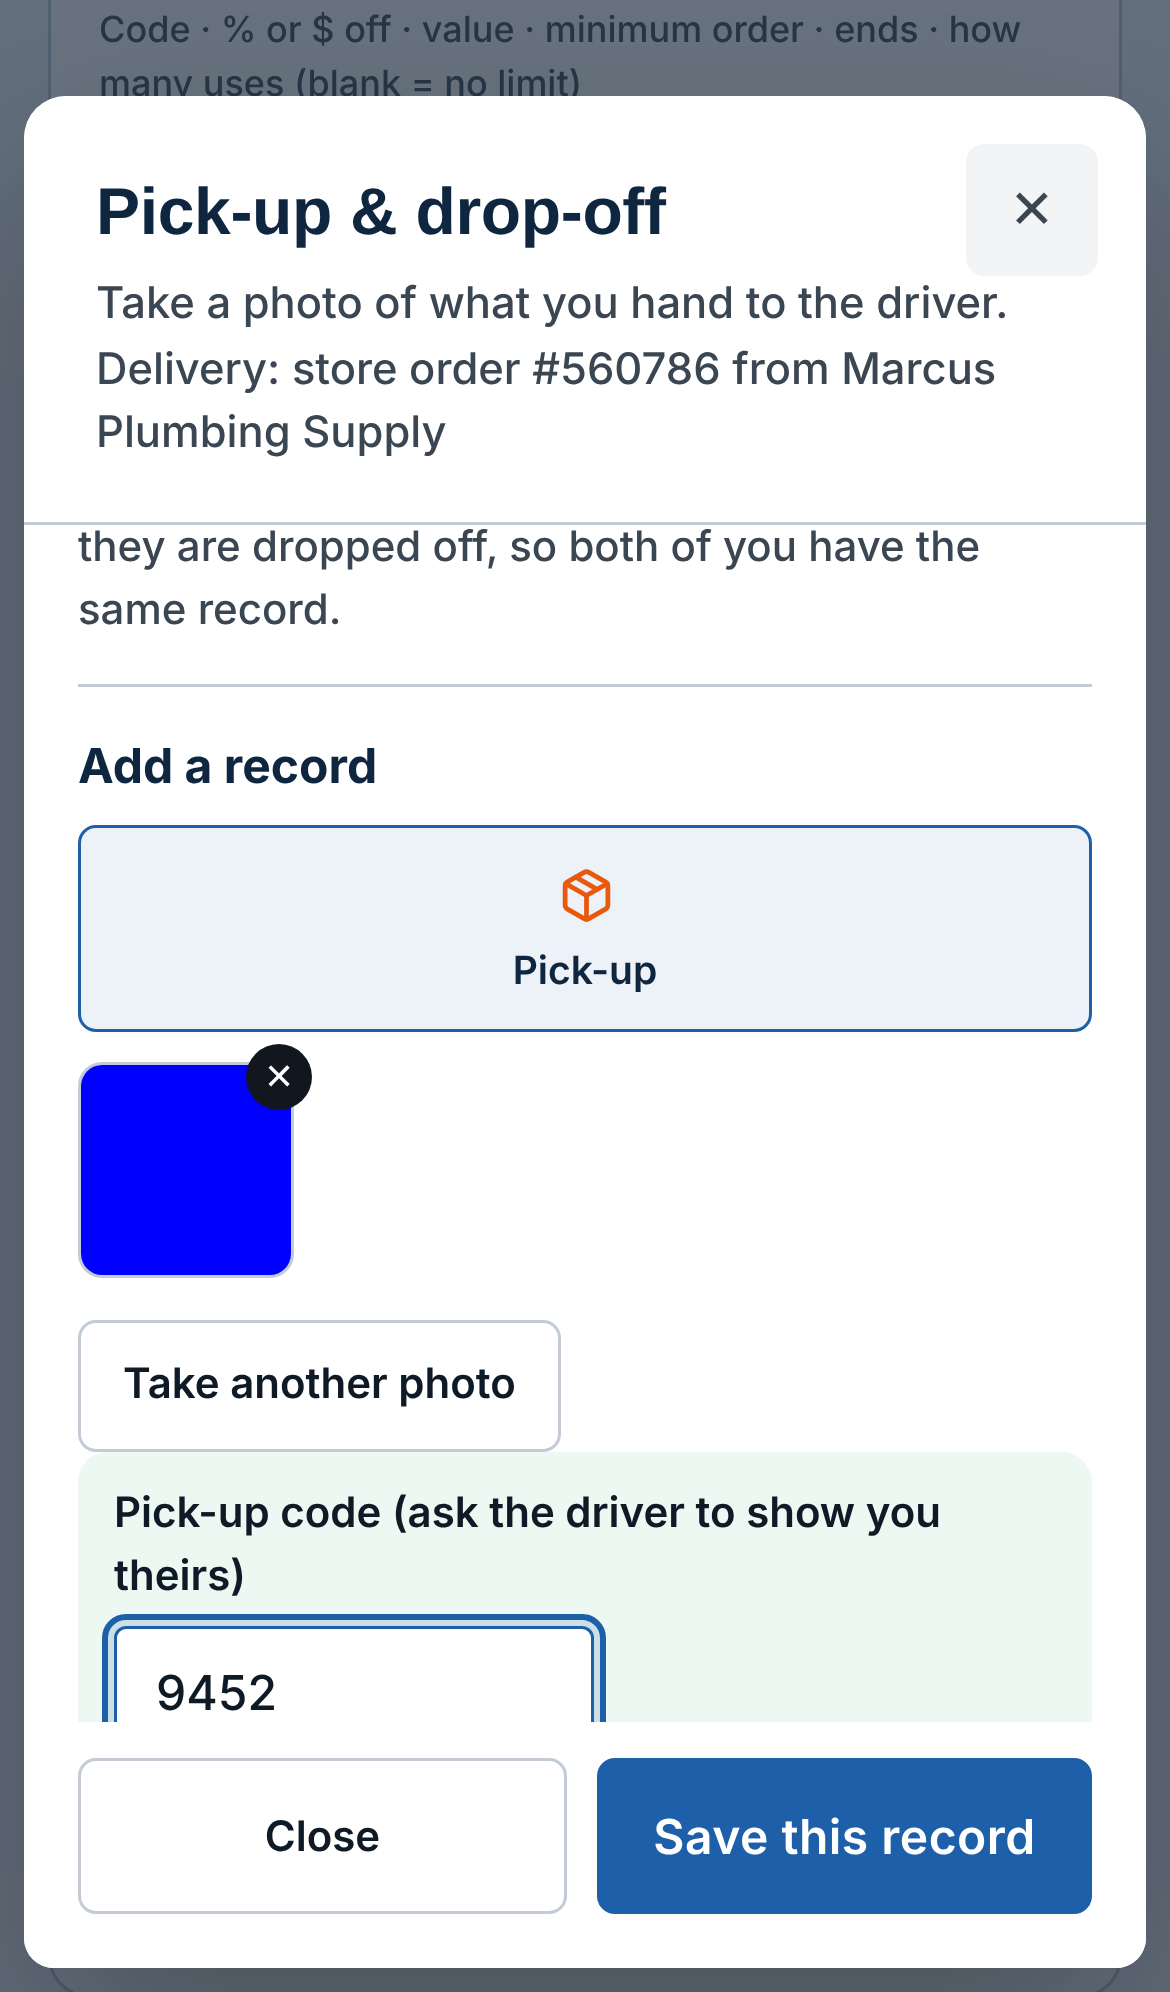 Code · % or $ off · value · minimum order · ends · how
many uses (blank = no limit)
Pick-up & drop-off
Take a photo of what you hand to the driver.
Delivery: store order #560786 from Marcus
Plumbing Supply
they are dropped off, so both of you have the
same record.
Add a record
Pick-up
Take another photo
Pick-up code (ask the driver to show you
theirs)
9452
Close
Save this record